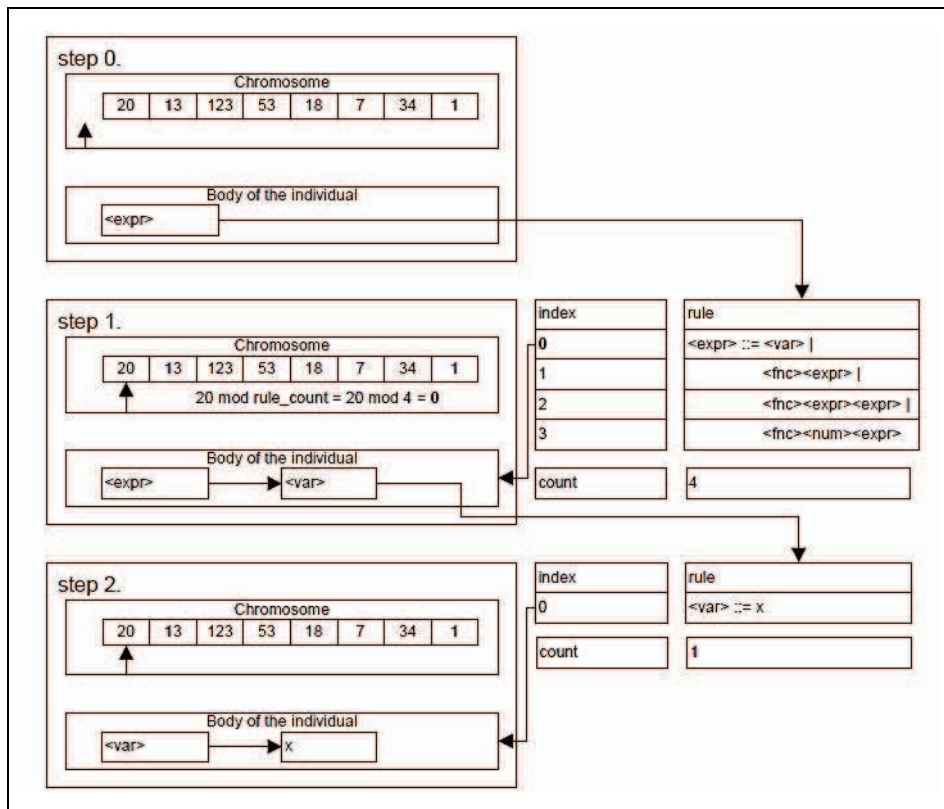 step 0.
Chromosome
20 13 123 53 18 7 34 1
Body of the individual
<expr>
step 1.
Chromosome
20 13 123 53 18 7 34 1
20 mod rule_count = 20 mod 4 = 0
Body of the individual
<expr> <var>
index rule
0 <expr> ::= <var> |
1 <fnc><expr> |
2 <fnc><expr><expr> |
3 <fnc><num><expr>
count 4
step 2.
Chromosome
20 13 123 53 18 7 34 1
Body of the individual
<var> x
index rule
0 <var> ::= x
count 1